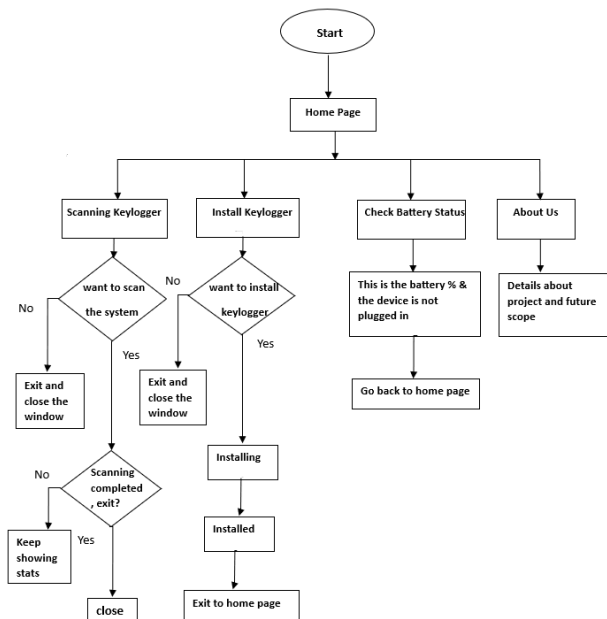 Start
Home Page
Scanning Keylogger
Install Keylogger
Check Battery Status
About Us
No
want to scan
the system
No
want to install
keylogger
This is the battery % &
the device is not
plugged in
Details about
project and future
scope
Yes
Yes
Exit and
close the
window
Exit and
close the
window
Go back to home page
No
Scanning
completed
, exit?
Installing
Keep
showing
stats
Yes
Installed
close
Exit to home page